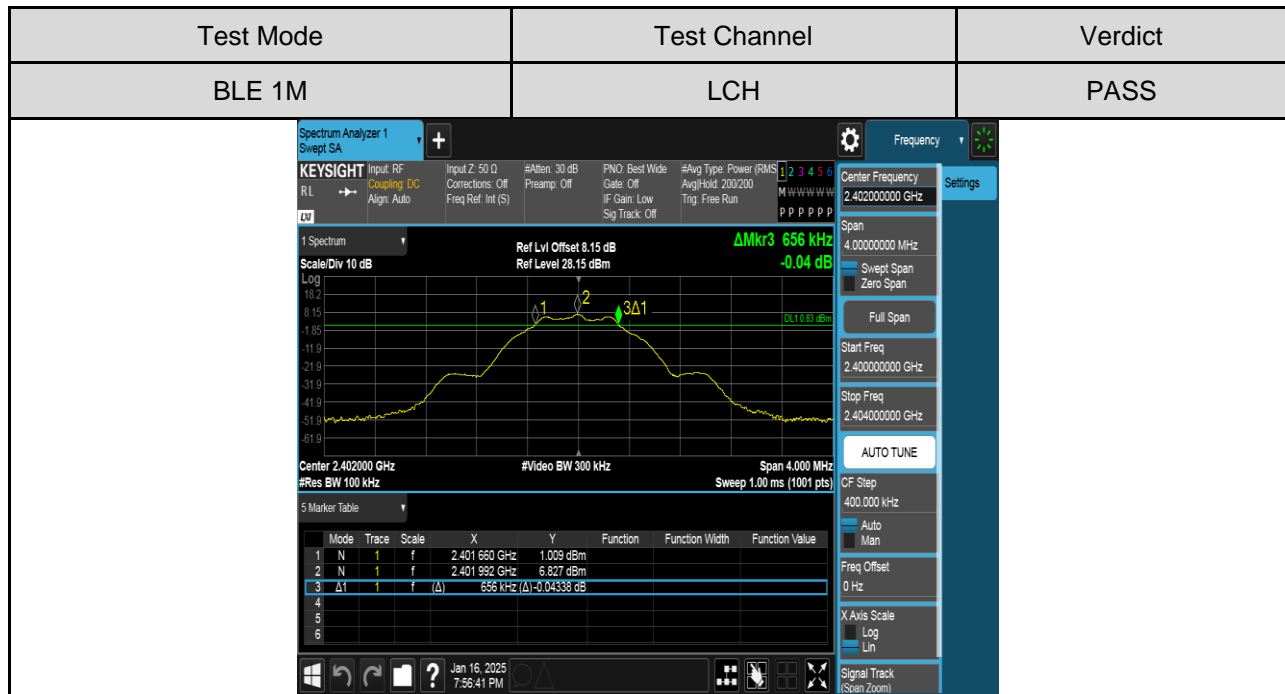 Test Mode Test Channel Verdict
BLE 1M LCH PASS
Spectrum Analyzer 1
Swept SA
+
Frequency
KEYSIGHT
RL
LXI
Input: RF
Coupling: DC
Align: Auto
Input Z: 50 Ω
Corrections: Off
Freq Ref: Int (S)
#Atten: 30 dB
Preamp: Off
PNO: Best Wide
Gate: Off
IF Gain: Low
Sig Track: Off
#Avg Type: Power (RMS
Avg|Hold: 200/200
Trig: Free Run
1 2 3 4 5 6
M W W W W W
P P P P P P
1 Spectrum
Scale/Div 10 dB
Ref Lvl Offset 8.15 dB
Ref Level 28.15 dBm
ΔMkr3 656 kHz
-0.04 dB
Log
18.2
8.15
-1.85
-11.9
-21.9
-31.9
-41.9
-51.9
-61.9
1
2
3Δ1
DL1 0.83 dBm
Center 2.402000 GHz #Video BW 300 kHz Span 4.000 MHz
#Res BW 100 kHz Sweep 1.00 ms (1001 pts)
5 Marker Table
Mode Trace Scale X Y Function Function Width Function Value
1 N 1 f 2.401 660 GHz 1.009 dBm
2 N 1 f 2.401 992 GHz 6.827 dBm
3 Δ1 1 f (Δ) 656 kHz (Δ) -0.04338 dB
4
5
6
?
Jan 16, 2025
7:56:41 PM
Center Frequency
2.402000000 GHz
Settings
Span
4.00000000 MHz
Swept Span
Zero Span
Full Span
Start Freq
2.400000000 GHz
Stop Freq
2.404000000 GHz
AUTO TUNE
CF Step
400.000 kHz
Auto
Man
Freq Offset
0 Hz
X Axis Scale
Log
Lin
Signal Track
(Span Zoom)